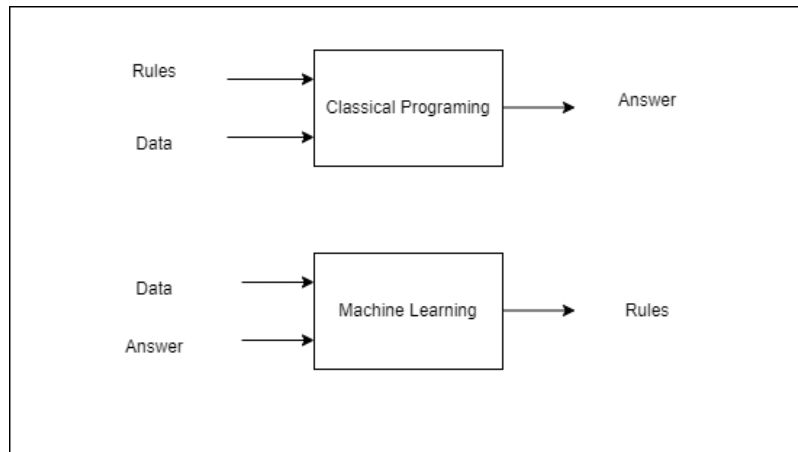 Rules
Data
Classical Programing
Answer
Data
Answer
Machine Learning
Rules